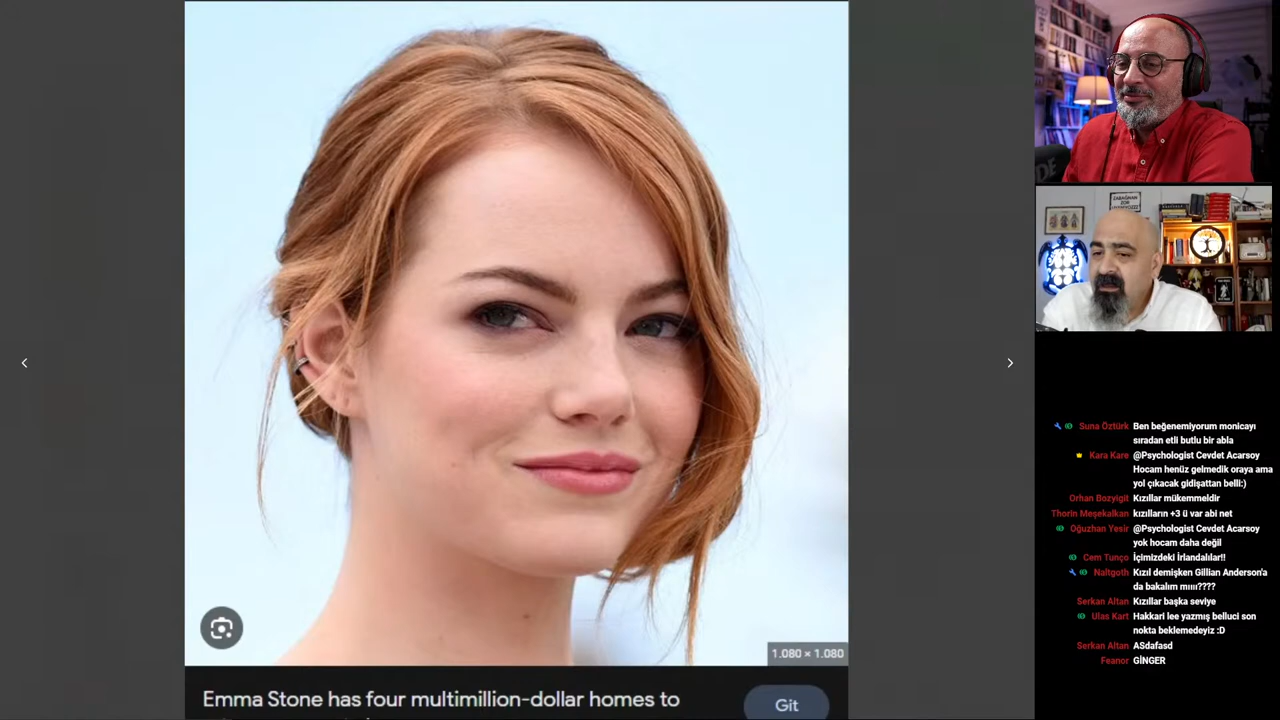 1.080 × 1.080
Emma Stone has four multimillion-dollar homes to
Git
Suna Öztürk Ben beğenemiyorum monicayı
sıradan etli butlu bir abla
Kara Kare @Psychologist Cevdet Acarsoy
Hocam henüz gelmedik oraya ama
yol çıkacak gidişattan belli:)
Orhan Bozyigit Kızıllar mükemmeldir
Thorin Meşekalkan kızılların +3 ü var abi net
Oğuzhan Yesir @Psychologist Cevdet Acarsoy
yok hocam daha değil
Cem Tunço İçimizdeki İrlandalılar!!
Naltgoth Kızıl demişken Gillian Anderson'a
da bakalım mııı????
Serkan Altan Kızıllar başka seviye
Ulas Kart Hakkari lee yazmış belluci son
nokta beklemedeyiz :D
Serkan Altan ASdafasd
Feanor GİNGER